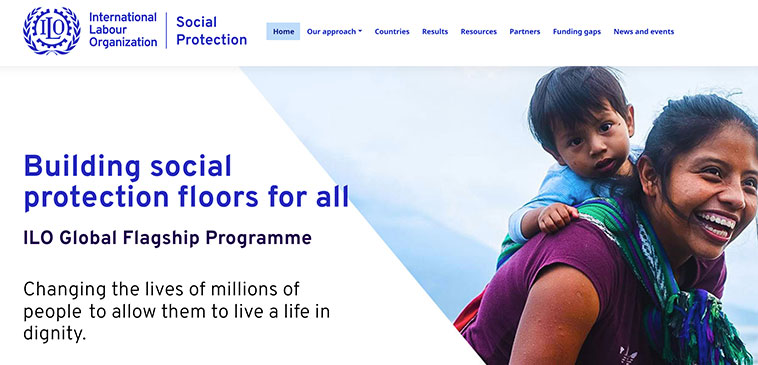 ILO
International
Labour
Organization
Social
Protection
Home Our approach Countries Results Resources Partners Funding gaps News and events
Building social
protection floors for all
ILO Global Flagship Programme
Changing the lives of millions of
people to allow them to live a life in
dignity.